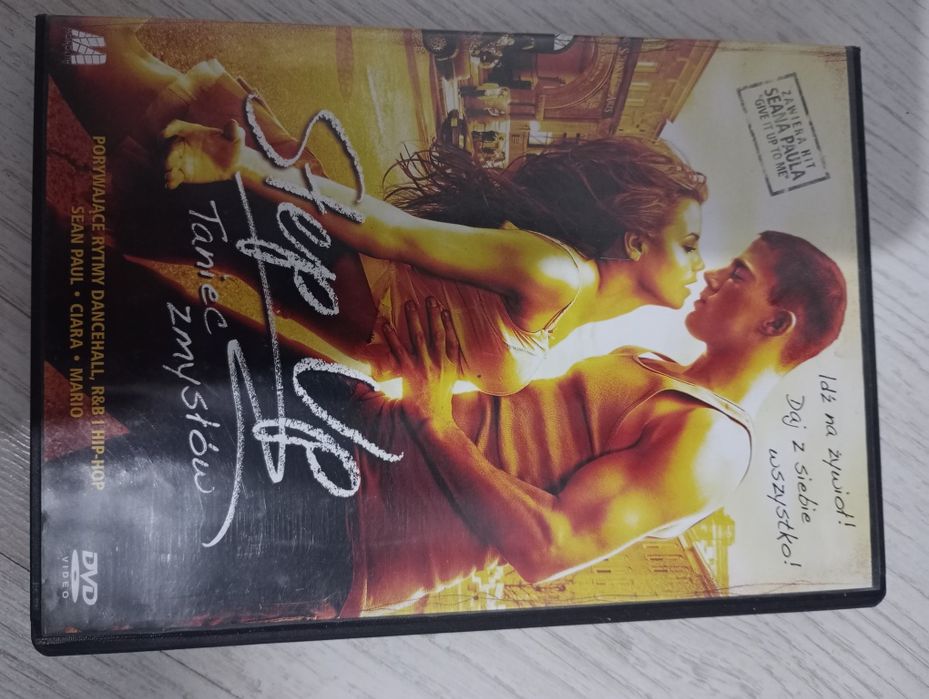 ZAWIERA HIT
SEANA PAULA
"GIVE IT UP TO ME"
Idź na żywioł!
Daj z siebie
wszystko!
Step Up
Taniec zmysłów
PORYWAJĄCE RYTMY DANCEHALL, R&B I HIP-HOP
SEAN PAUL • CIARA • MARIO
DVD
VIDEO